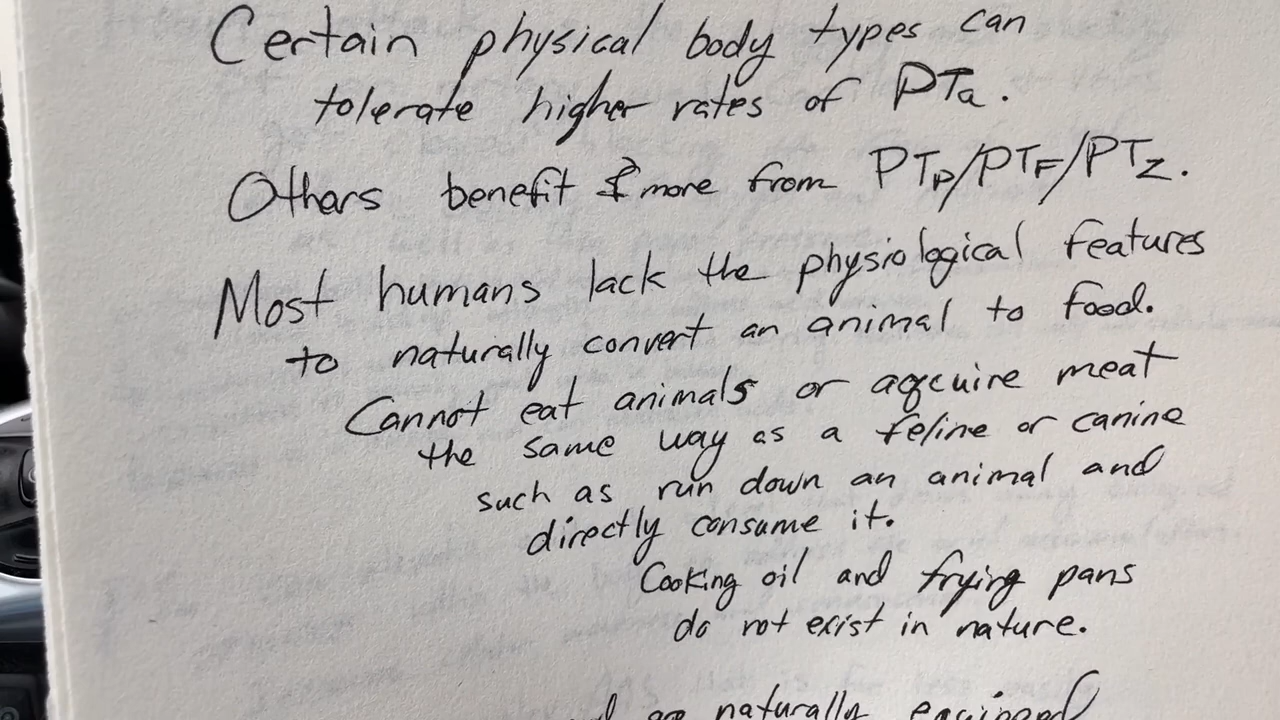 Certain physical body types can
tolerate higher rates of PTa.
Others benefit more from PTP/PTF/PTZ.
Most humans lack the physiological features
to naturally convert an animal to food.
Cannot eat animals or aqcuire meat
the same way as a feline or canine
such as run down an animal and
directly consume it.
Cooking oil and frying pans
do not exist in nature.
naturally equipped